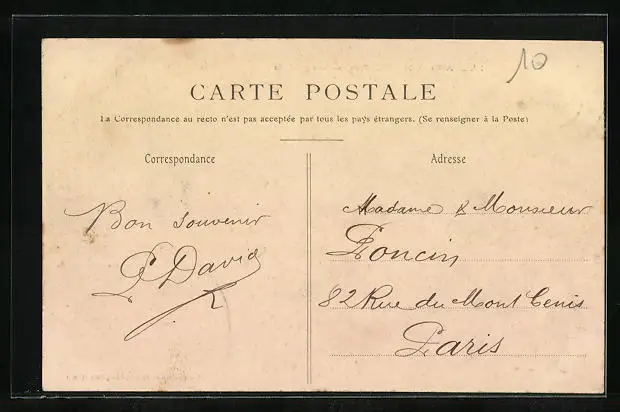 10
CARTE POSTALE
La Correspondance au recto n'est pas acceptée par tous les pays étrangers. (Se renseigner à la Poste)
Correspondance
Adresse
Bon souvenir
P David
Madame & Monsieur
Poncin
82 Rue du Mont Cenis
Paris